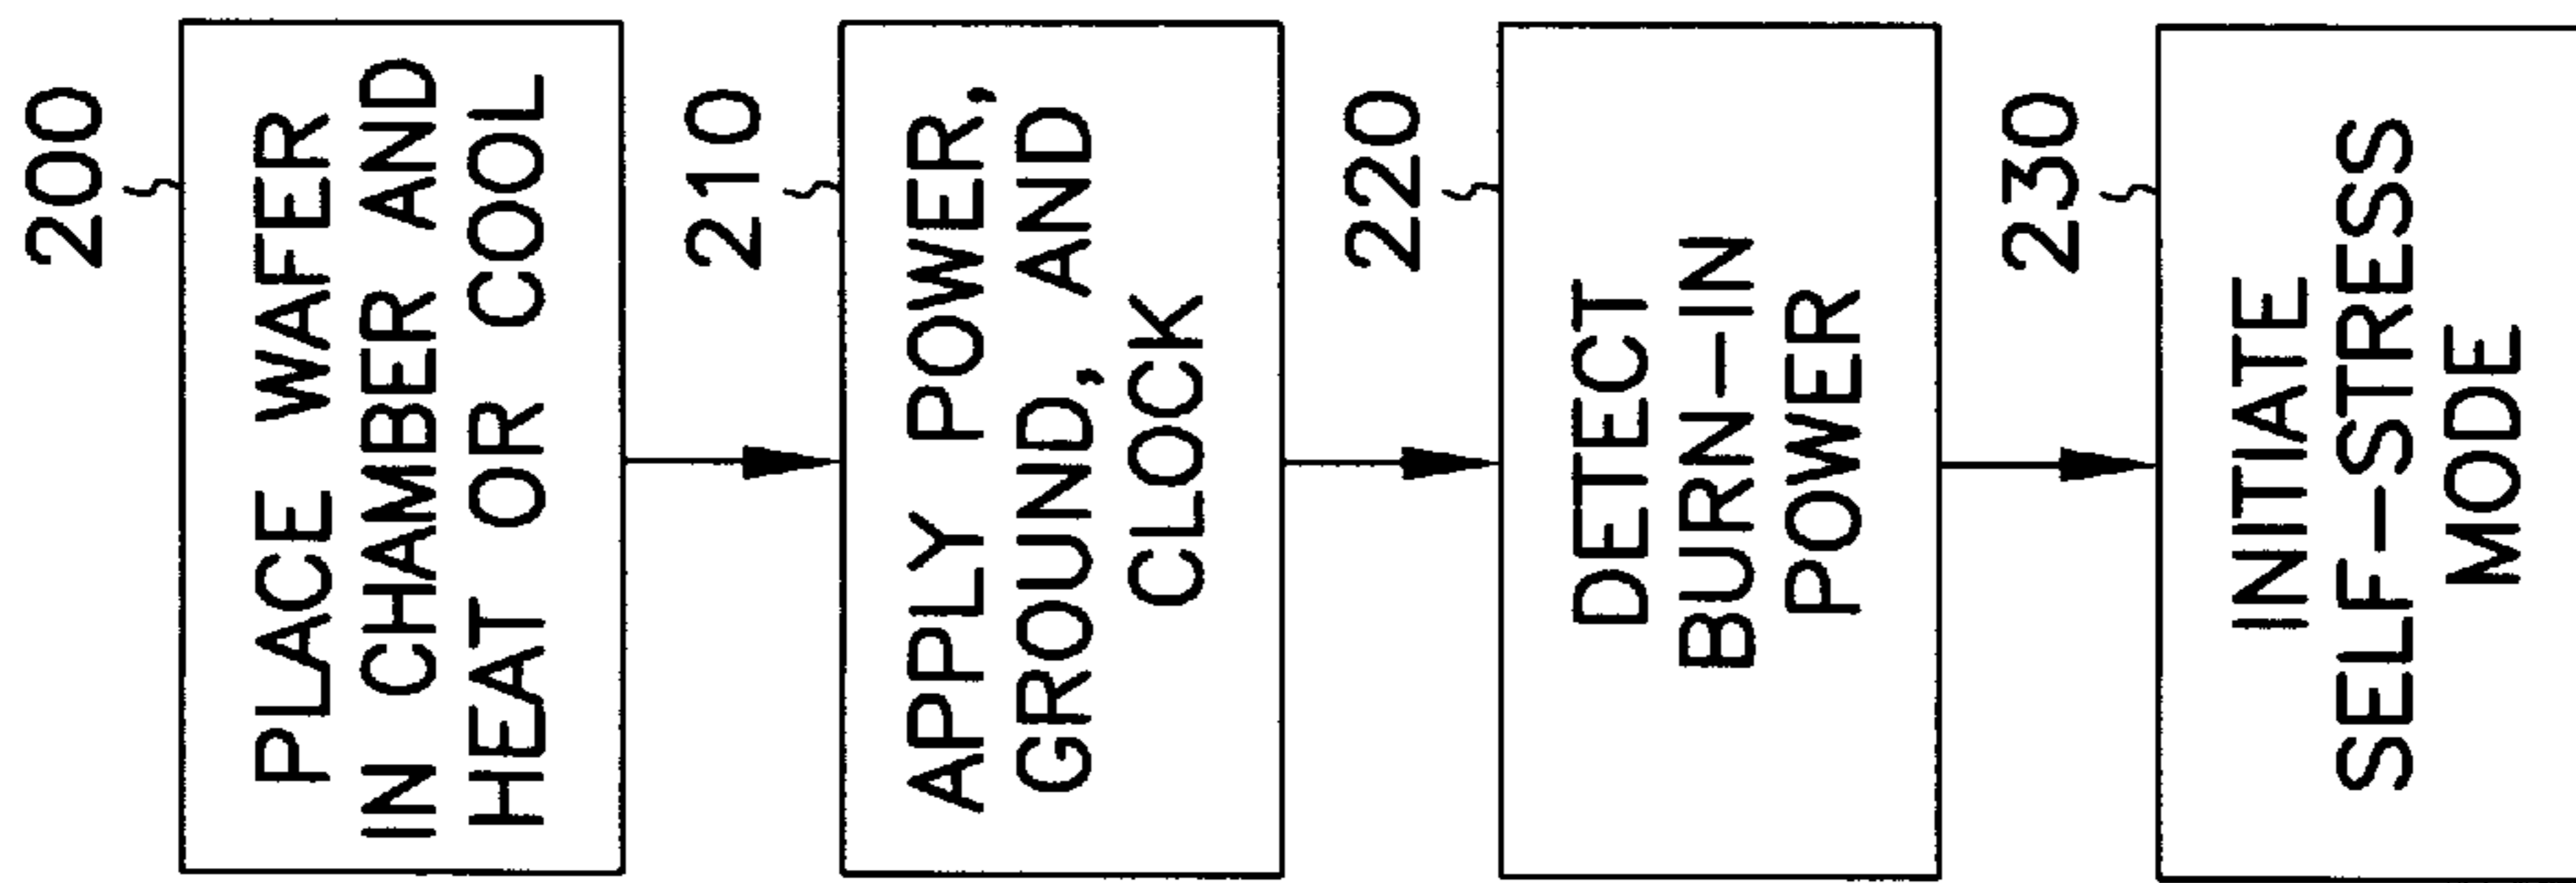 200
PLACE WAFER
IN CHAMBER AND
HEAT OR COOL
210
APPLY POWER,
GROUND, AND
CLOCK
220
DETECT
BURN-IN
POWER
230
INITIATE
SELF-STRESS
MODE